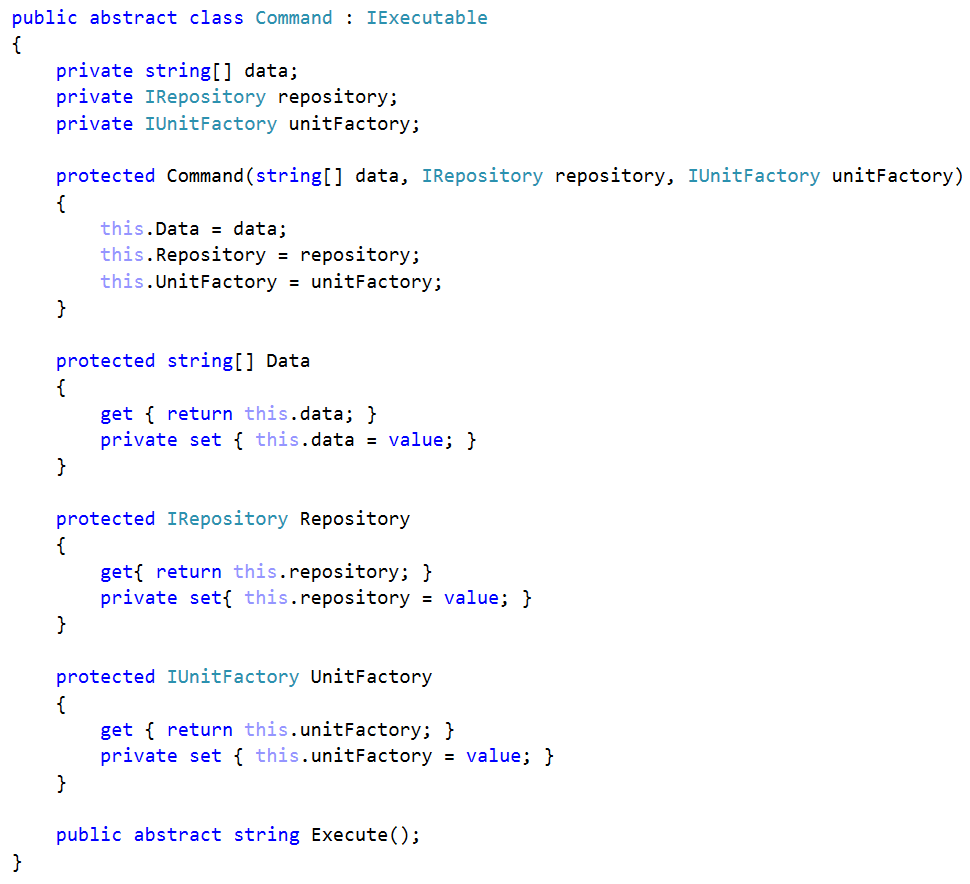 public abstract class Command : IExecutable
{
    private string[] data;
    private IRepository repository;
    private IUnitFactory unitFactory;

    protected Command(string[] data, IRepository repository, IUnitFactory unitFactory)
    {
        this.Data = data;
        this.Repository = repository;
        this.UnitFactory = unitFactory;
    }

    protected string[] Data
    {
        get { return this.data; }
        private set { this.data = value; }
    }

    protected IRepository Repository
    {
        get{ return this.repository; }
        private set{ this.repository = value; }
    }

    protected IUnitFactory UnitFactory
    {
        get { return this.unitFactory; }
        private set { this.unitFactory = value; }
    }

    public abstract string Execute();
}